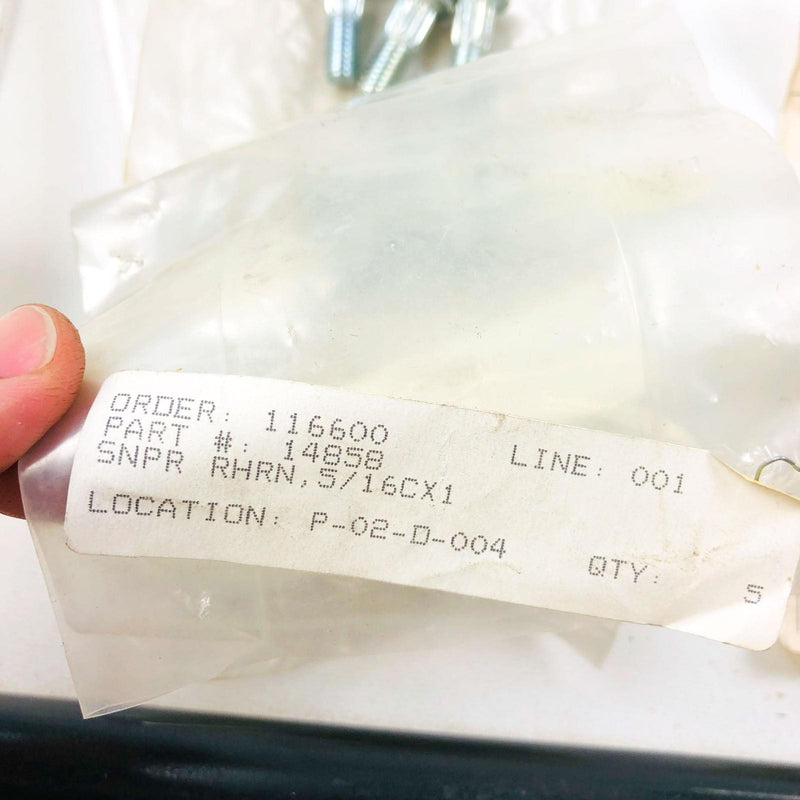 ORDER: 116600
PART #: 14858 LINE: 001
SNPR RHRN,5/16CX1
LOCATION: P-02-D-004
QTY: 5